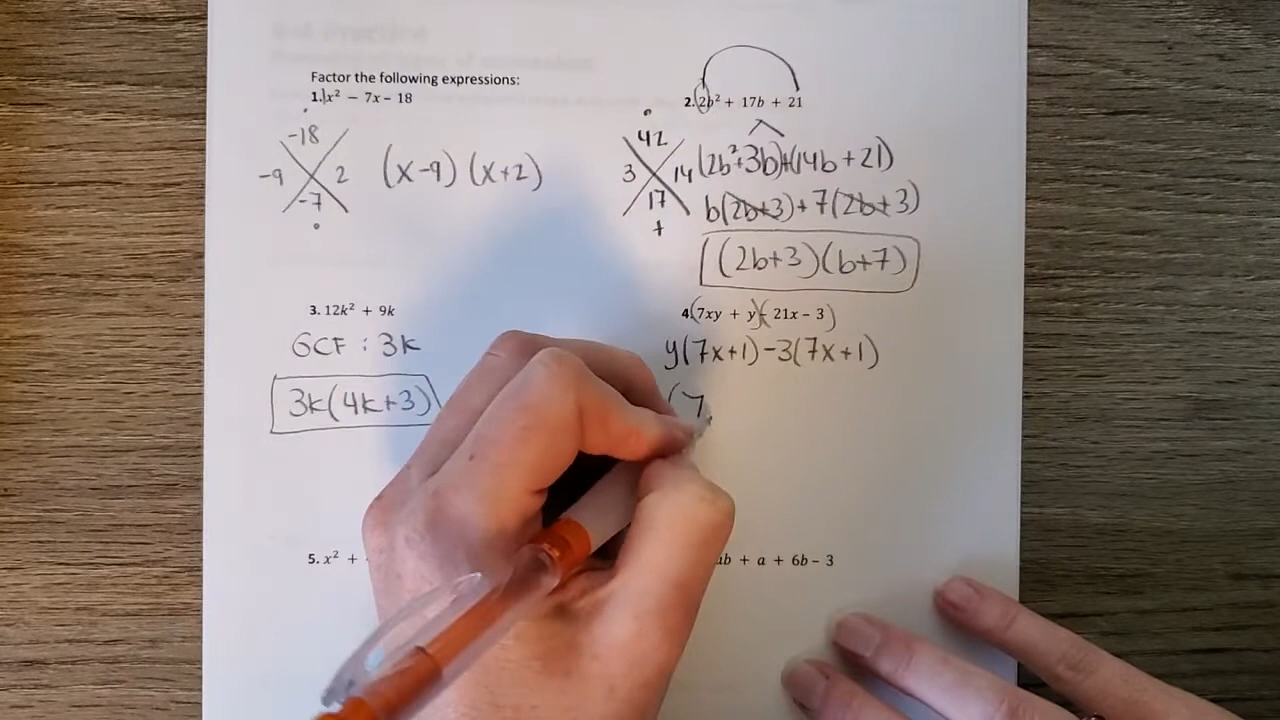 Factor the following expressions:
1. x² − 7x − 18
-18
-9 2
-7
(x-9) (x+2)
2. 2b² + 17b + 21
42
3 14
17
+
(2b²+3b)+(14b+21)
b(2b+3)+7(2b+3)
(2b+3)(b+7)
3. 12k² + 9k
GCF : 3k
3k(4k+3)
4(7xy + y)(− 21x − 3)
y(7x+1)-3(7x+1)
(7
5. x² +
ab + a + 6b − 3